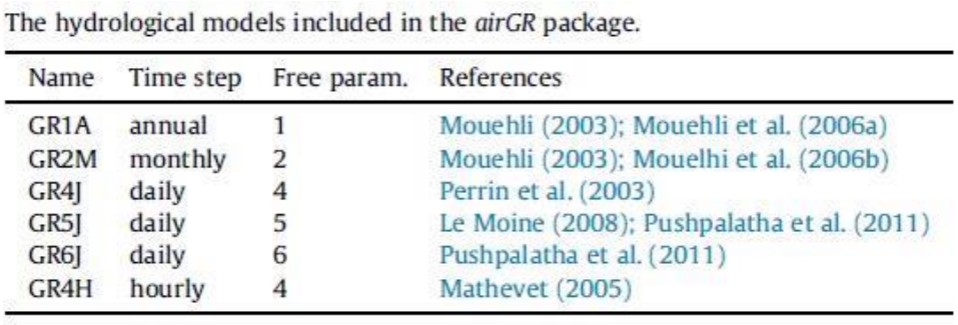 The hydrological models included in the airGR package.
Name Time step Free param. References
GR1A annual 1 Mouehli (2003); Mouehli et al. (2006a)
GR2M monthly 2 Mouehli (2003); Mouelhi et al. (2006b)
GR4J daily 4 Perrin et al. (2003)
GR5J daily 5 Le Moine (2008); Pushpalatha et al. (2011)
GR6J daily 6 Pushpalatha et al. (2011)
GR4H hourly 4 Mathevet (2005)